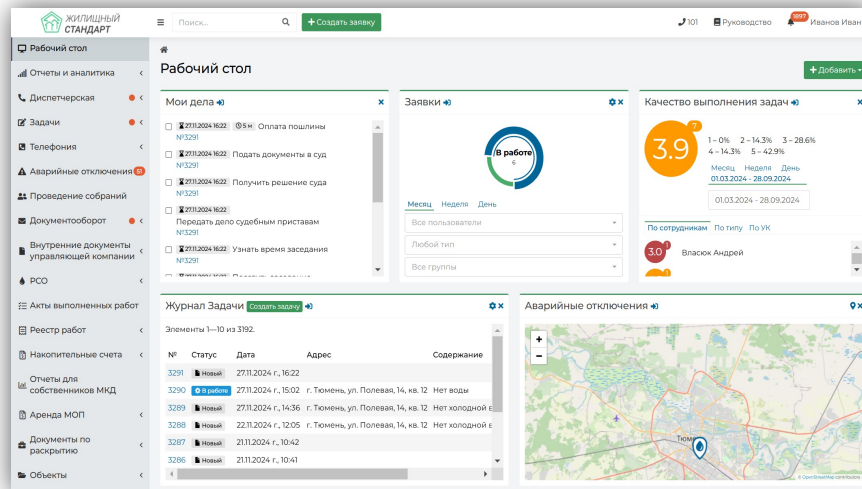 ЖИЛИЩНЫЙ
СТАНДАРТ
Поиск...
+ Создать заявку
101
Руководство
1897
Иванов Иван
Рабочий стол
Отчеты и аналитика
Диспетчерская
Задачи
Телефония
Аварийные отключения 51
Проведение собраний
Документооборот
Внутренние документы
управляющей компании
РСО
Акты выполненных работ
Реестр работ
Накопительные счета
Отчеты для
собственников МКД
Аренда МОП
Документы по
раскрытию
Объекты
Рабочий стол
+ Добавить
Мои дела
27.11.2024 16:22 5 м Оплата пошлины
№3291
27.11.2024 16:22 Подать документы в суд
№3291
27.11.2024 16:22 Получить решение суда
№3291
27.11.2024 16:22
Передать дело судебным приставам
№3291
27.11.2024 16:22 Узнать время заседания
№3291
Заявки
В работе
6
Месяц Неделя День
Все пользователи
Любой тип
Все группы
Качество выполнения задач
3.9
7
1 – 0% 2 – 14.3% 3 – 28.6%
4 – 14.3% 5 – 42.9%
Месяц Неделя День
01.03.2024 - 28.09.2024
01.03.2024 - 28.09.2024
По сотрудникам По типу По УК
3.0
1
Власюк Андрей
Журнал Задачи Создать задачу
Элементы 1—10 из 3192.
№ Статус Дата Адрес Содержание
3291 Новый 27.11.2024 г., 16:22
3290 В работе 27.11.2024 г., 15:02 г. Тюмень, ул. Полевая, 14, кв. 12 Нет воды
3289 Новый 27.11.2024 г., 14:36 г. Тюмень, ул. Полевая, 14, кв. 12 Нет холодной в
3288 Новый 22.11.2024 г., 12:05 г. Тюмень, ул. Полевая, 14, кв. 12 Нет холодной в
3287 Новый 21.11.2024 г., 10:42
3286 Новый 21.11.2024 г., 10:41
Аварийные отключения
+
−
Тюм
© OpenStreetMap contributors